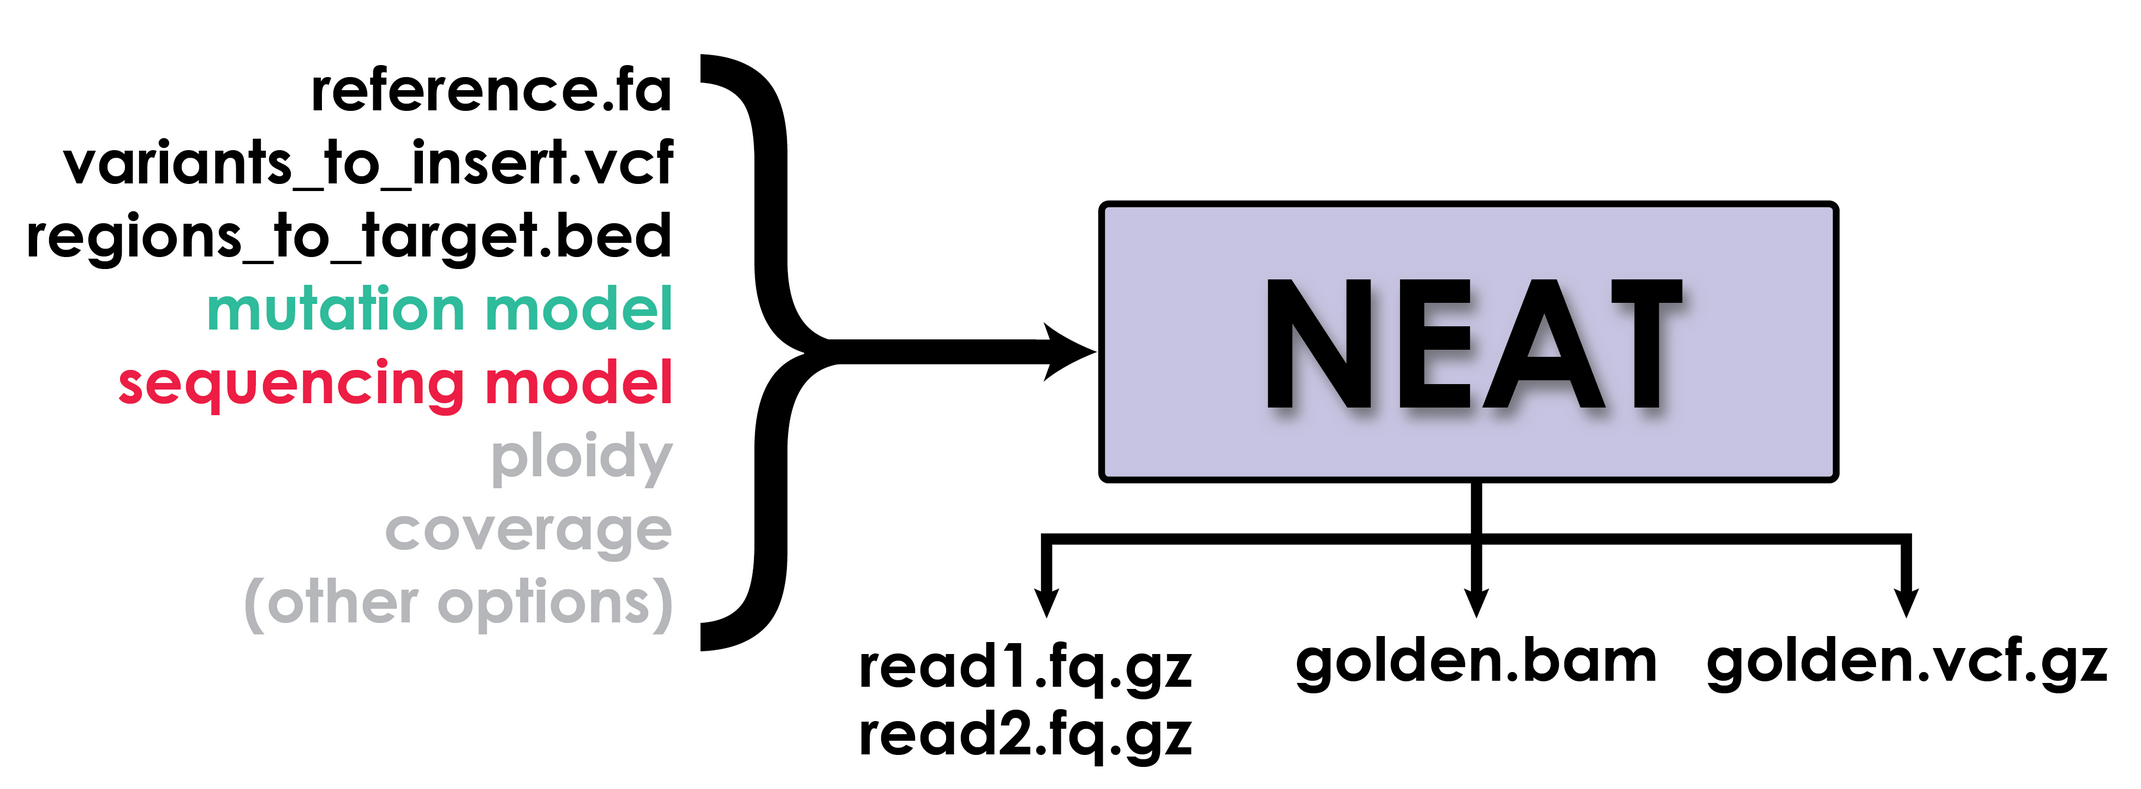 reference.fa
variants_to_insert.vcf
regions_to_target.bed
mutation model
sequencing model
ploidy
coverage
(other options)
NEAT
read1.fq.gz
read2.fq.gz
golden.bam
golden.vcf.gz